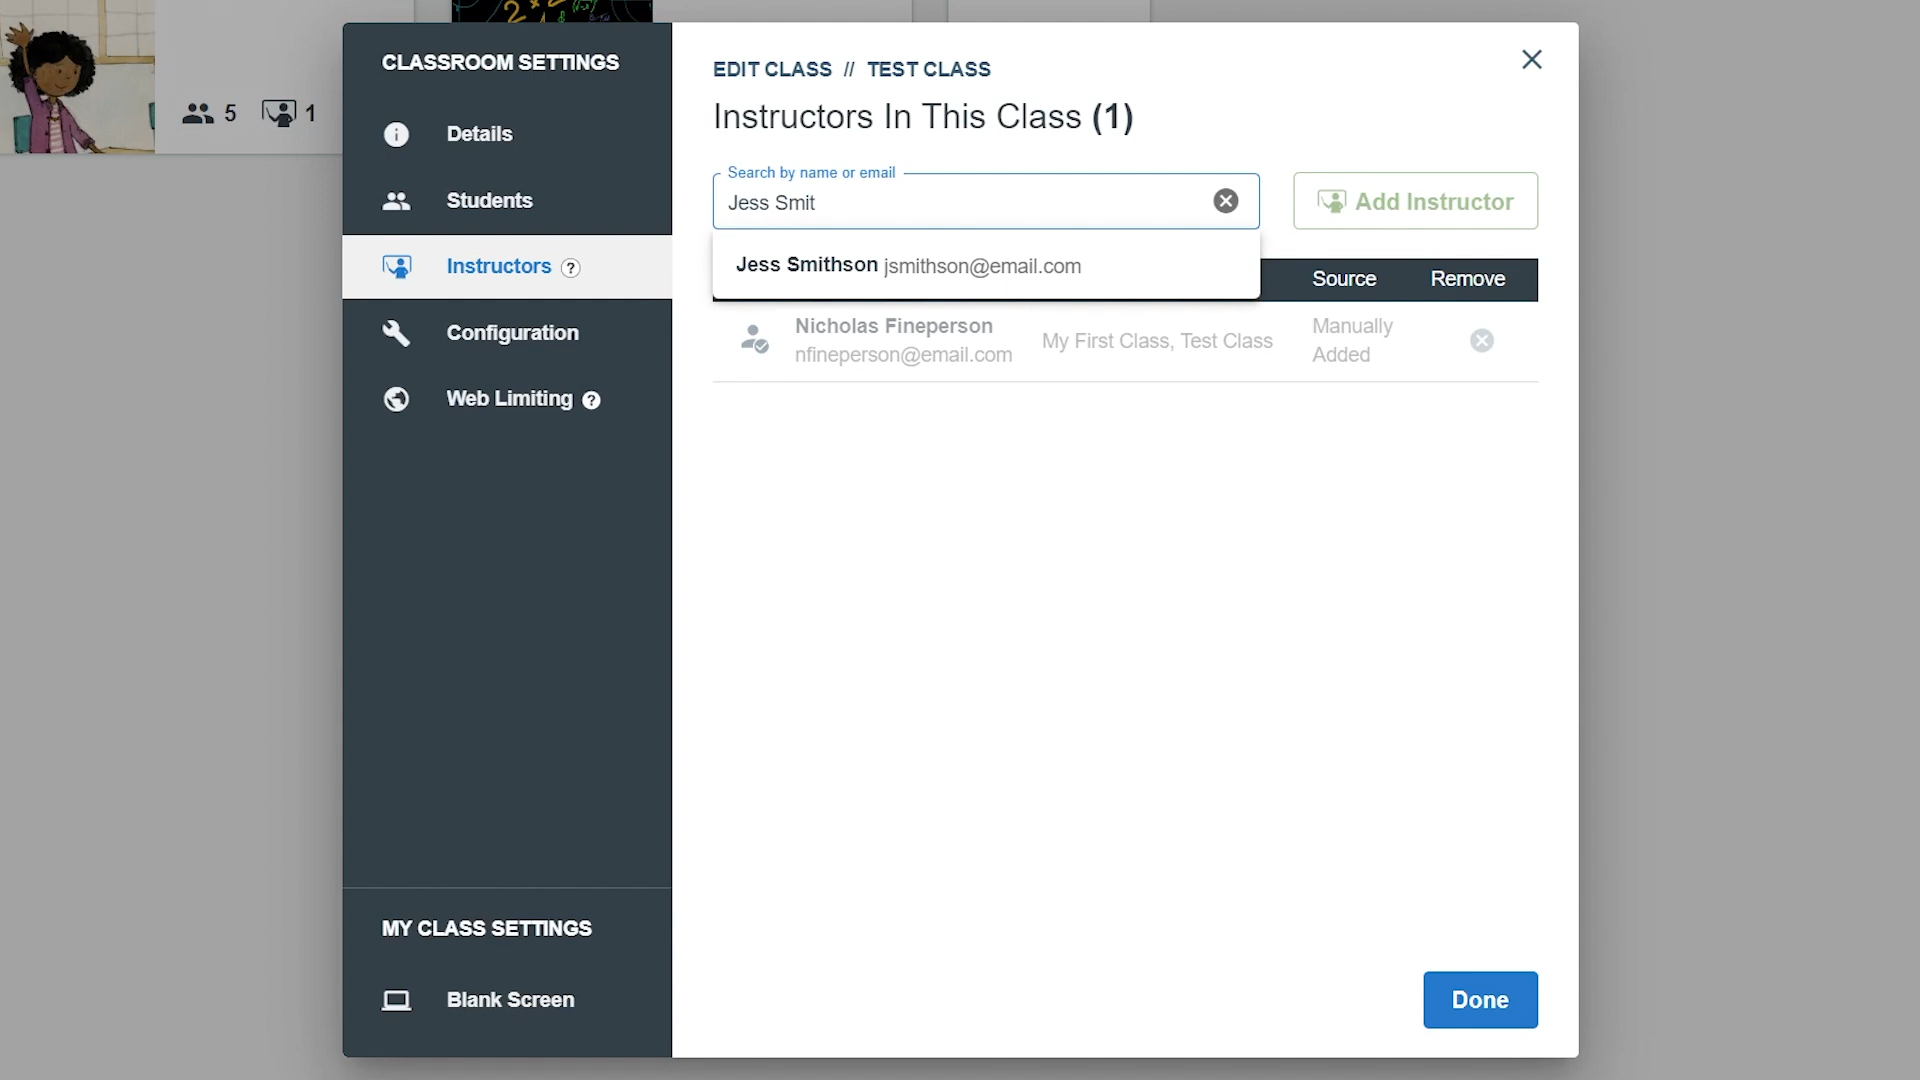 5
1
CLASSROOM SETTINGS
Details
Students
Instructors ?
Configuration
Web Limiting ?
MY CLASS SETTINGS
Blank Screen
EDIT CLASS // TEST CLASS
Instructors In This Class (1)
Search by name or email
Jess Smit
Add Instructor
Jess Smithson jsmithson@email.com
Source Remove
Nicholas Fineperson
nfineperson@email.com
My First Class, Test Class
Manually
Added
Done